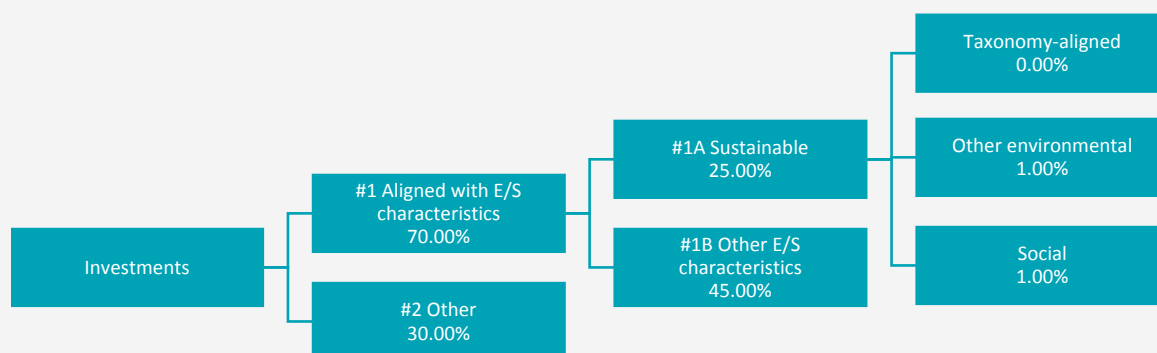 Investments
#1 Aligned with E/S
characteristics
70.00%
#2 Other
30.00%
#1A Sustainable
25.00%
#1B Other E/S
characteristics
45.00%
Taxonomy-aligned
0.00%
Other environmental
1.00%
Social
1.00%